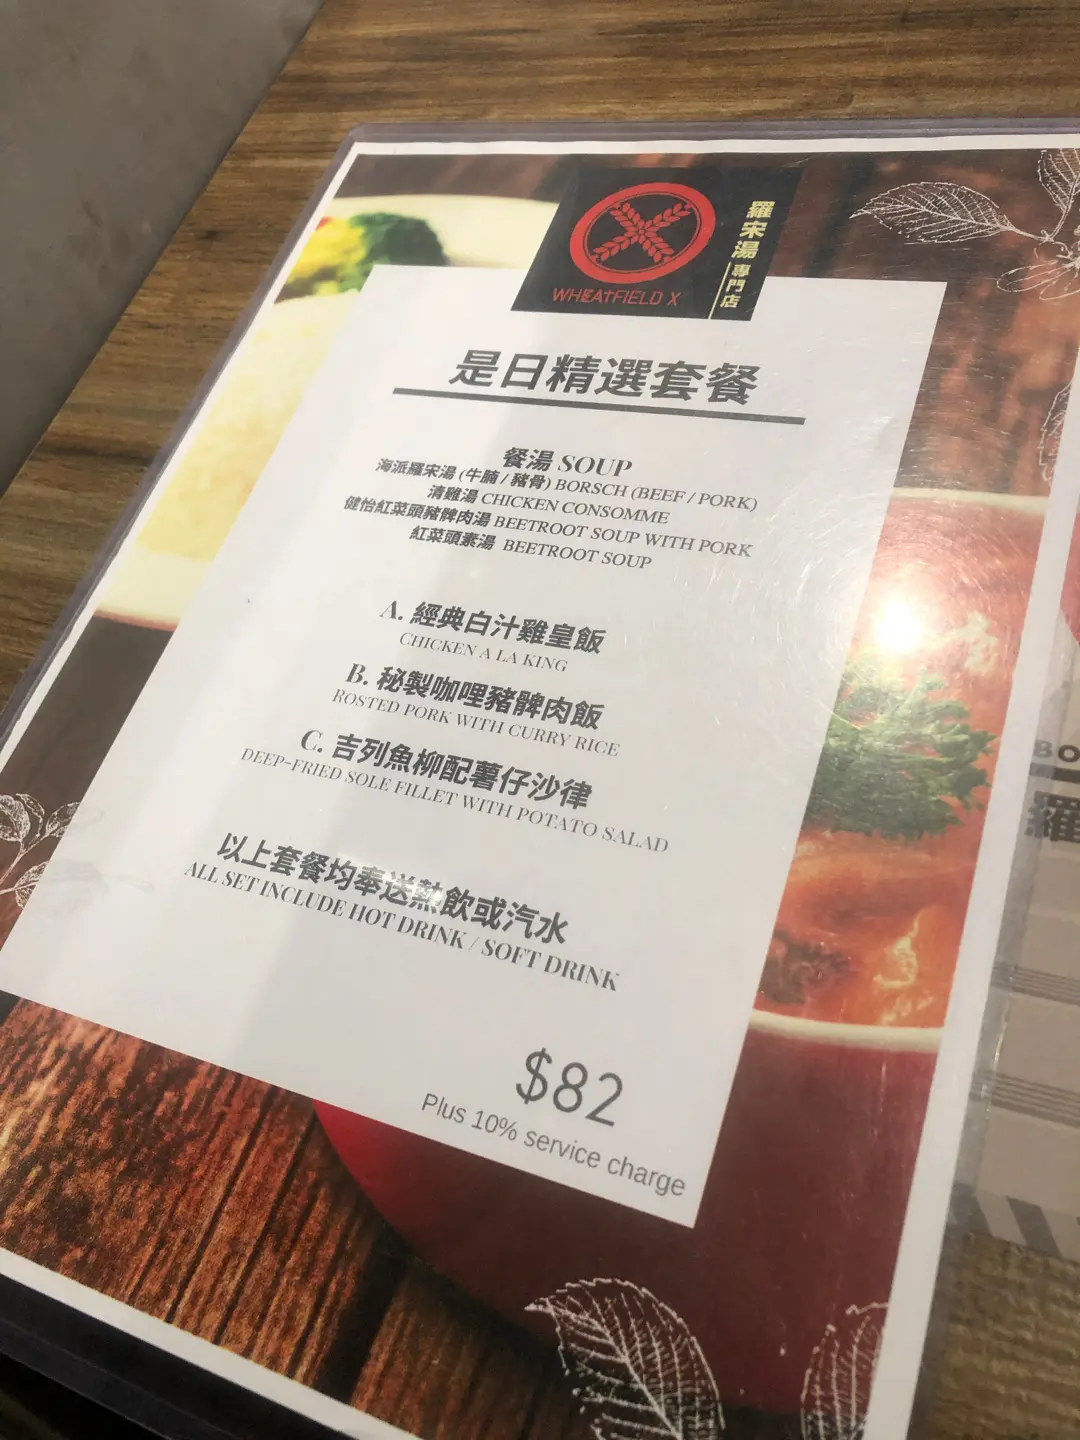 WHEATFIELD X
羅宋湯專門店
是日精選套餐
餐湯 SOUP
海派羅宋湯 (牛腩 / 豬骨) BORSCH (BEEF / PORK)
清雞湯 CHICKEN CONSOMME
健怡紅菜頭豬髀肉湯 BEETROOT SOUP WITH PORK
紅菜頭素湯 BEETROOT SOUP
A. 經典白汁雞皇飯
CHICKEN A LA KING
B. 秘製咖哩豬髀肉飯
ROSTED PORK WITH CURRY RICE
C. 吉列魚柳配薯仔沙律
DEEP-FRIED SOLE FILLET WITH POTATO SALAD
以上套餐均奉送熱飲或汽水
ALL SET INCLUDE HOT DRINK / SOFT DRINK
$82
Plus 10% service charge
BO
羅